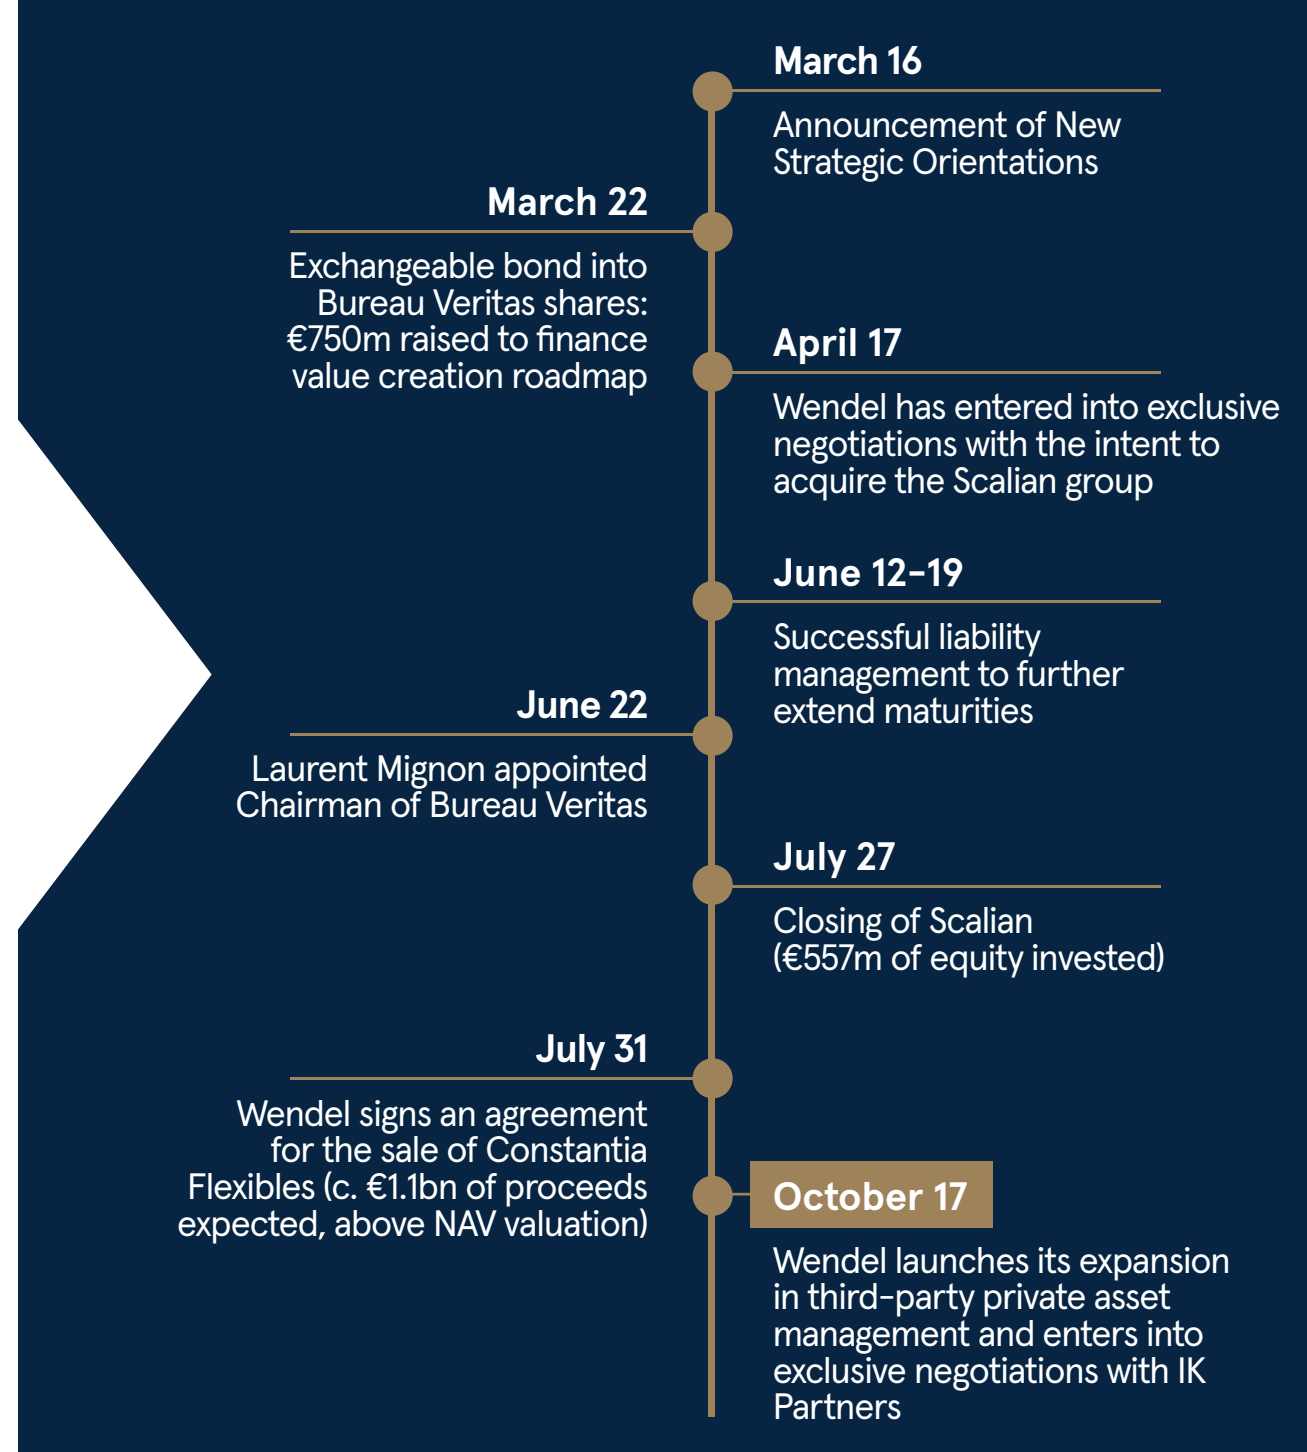 March 16
Announcement of New
Strategic Orientations
March 22
Exchangeable bond into
Bureau Veritas shares:
€750m raised to finance
value creation roadmap
April 17
Wendel has entered into exclusive
negotiations with the intent to
acquire the Scalian group
June 12-19
Successful liability
management to further
extend maturities
June 22
Laurent Mignon appointed
Chairman of Bureau Veritas
July 27
Closing of Scalian
(€557m of equity invested)
July 31
Wendel signs an agreement
for the sale of Constantia
Flexibles (c. €1.1bn of proceeds
expected, above NAV valuation)
October 17
Wendel launches its expansion
in third-party private asset
management and enters into
exclusive negotiations with IK
Partners